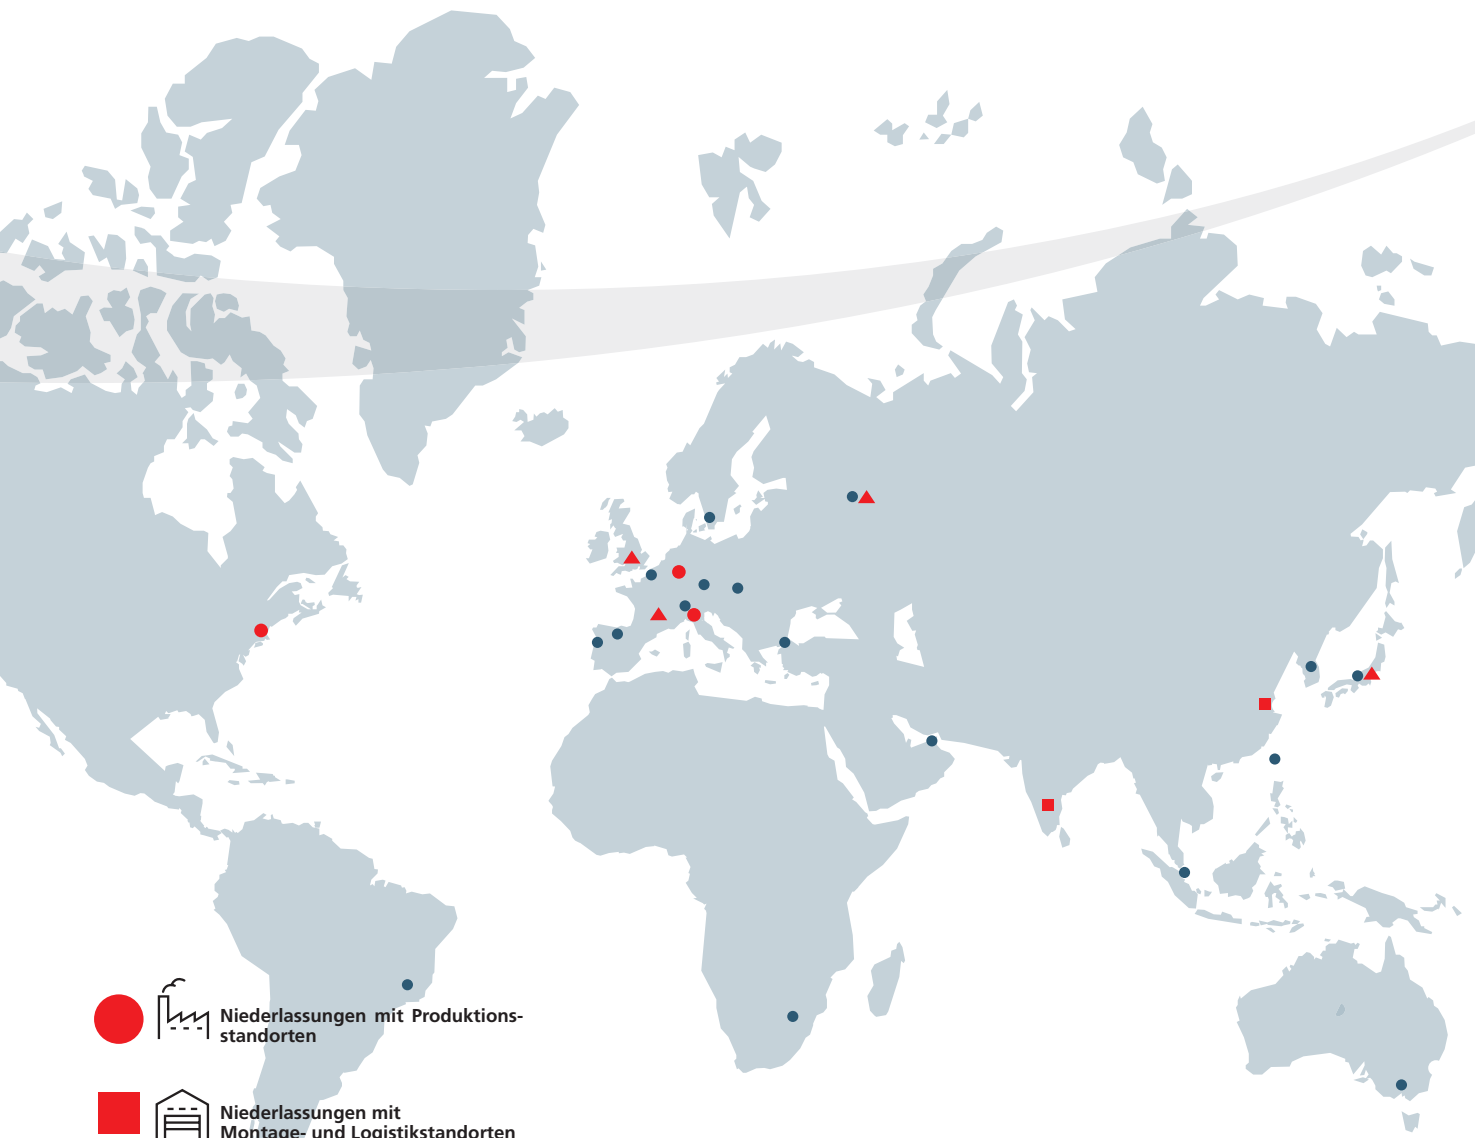 Niederlassungen mit Produktions-
standorten
Niederlassungen mit
Montage- und Logistikstandorten